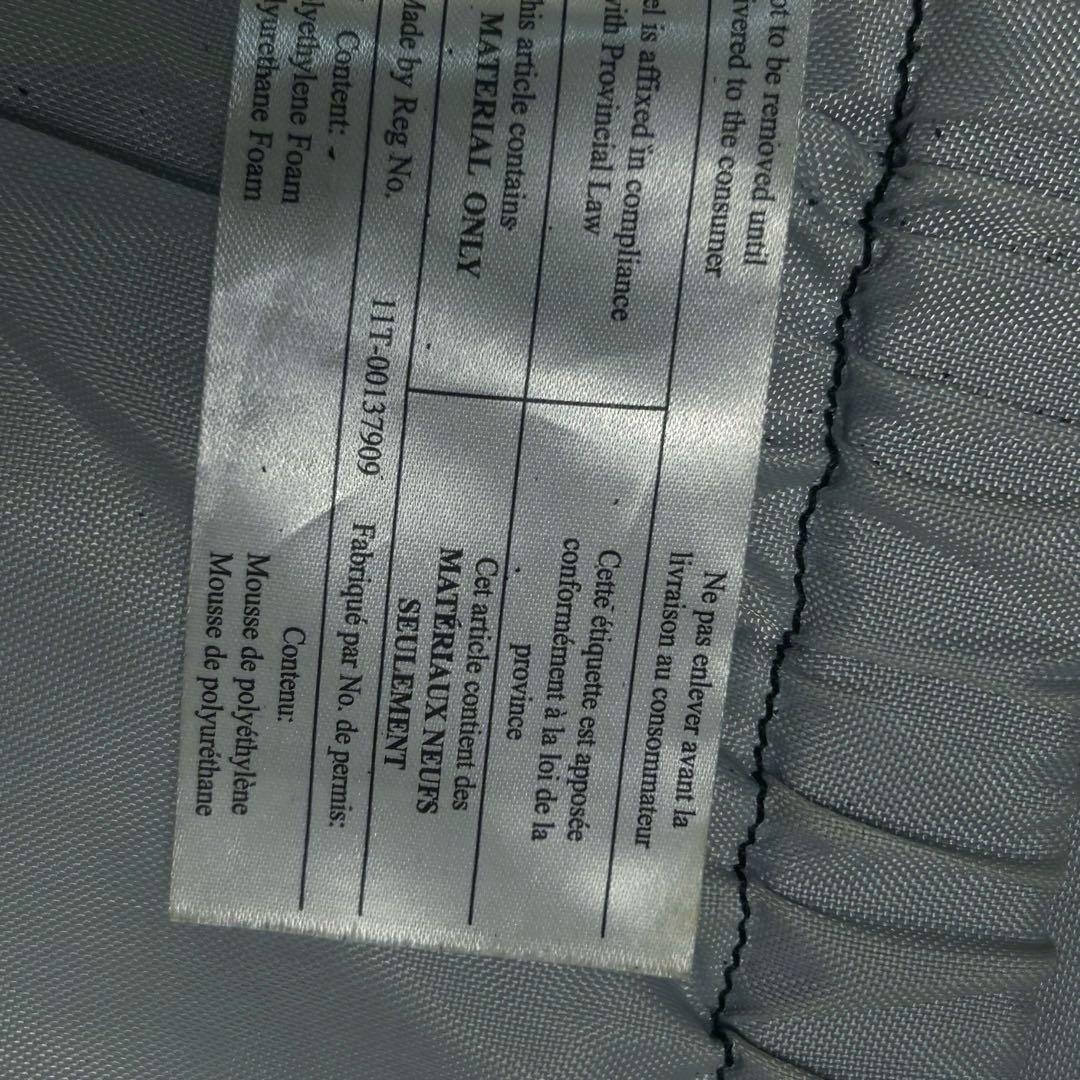 ot to be removed until
ivered to the consumer
Ne pas enlever avant la
livraison au consommateur
el is affixed in compliance
with Provincial Law
Cette étiquette est apposée
conformément à la loi de la
province
his article contains
MATERIAL ONLY
Cet article contient des
MATÉRIAUX NEUFS
SEULEMENT
Made by Reg No. 11T-00137909 Fabriqué par No. de permis:
Content:
lyethylene Foam
lyurethane Foam
Contenu:
Mousse de polyéthylène
Mousse de polyuréthane